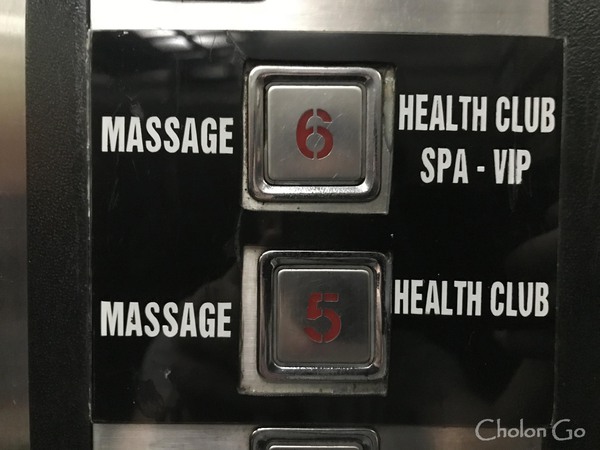 MASSAGE 6 HEALTH CLUB
SPA - VIP
MASSAGE 5 HEALTH CLUB
Cholon Go